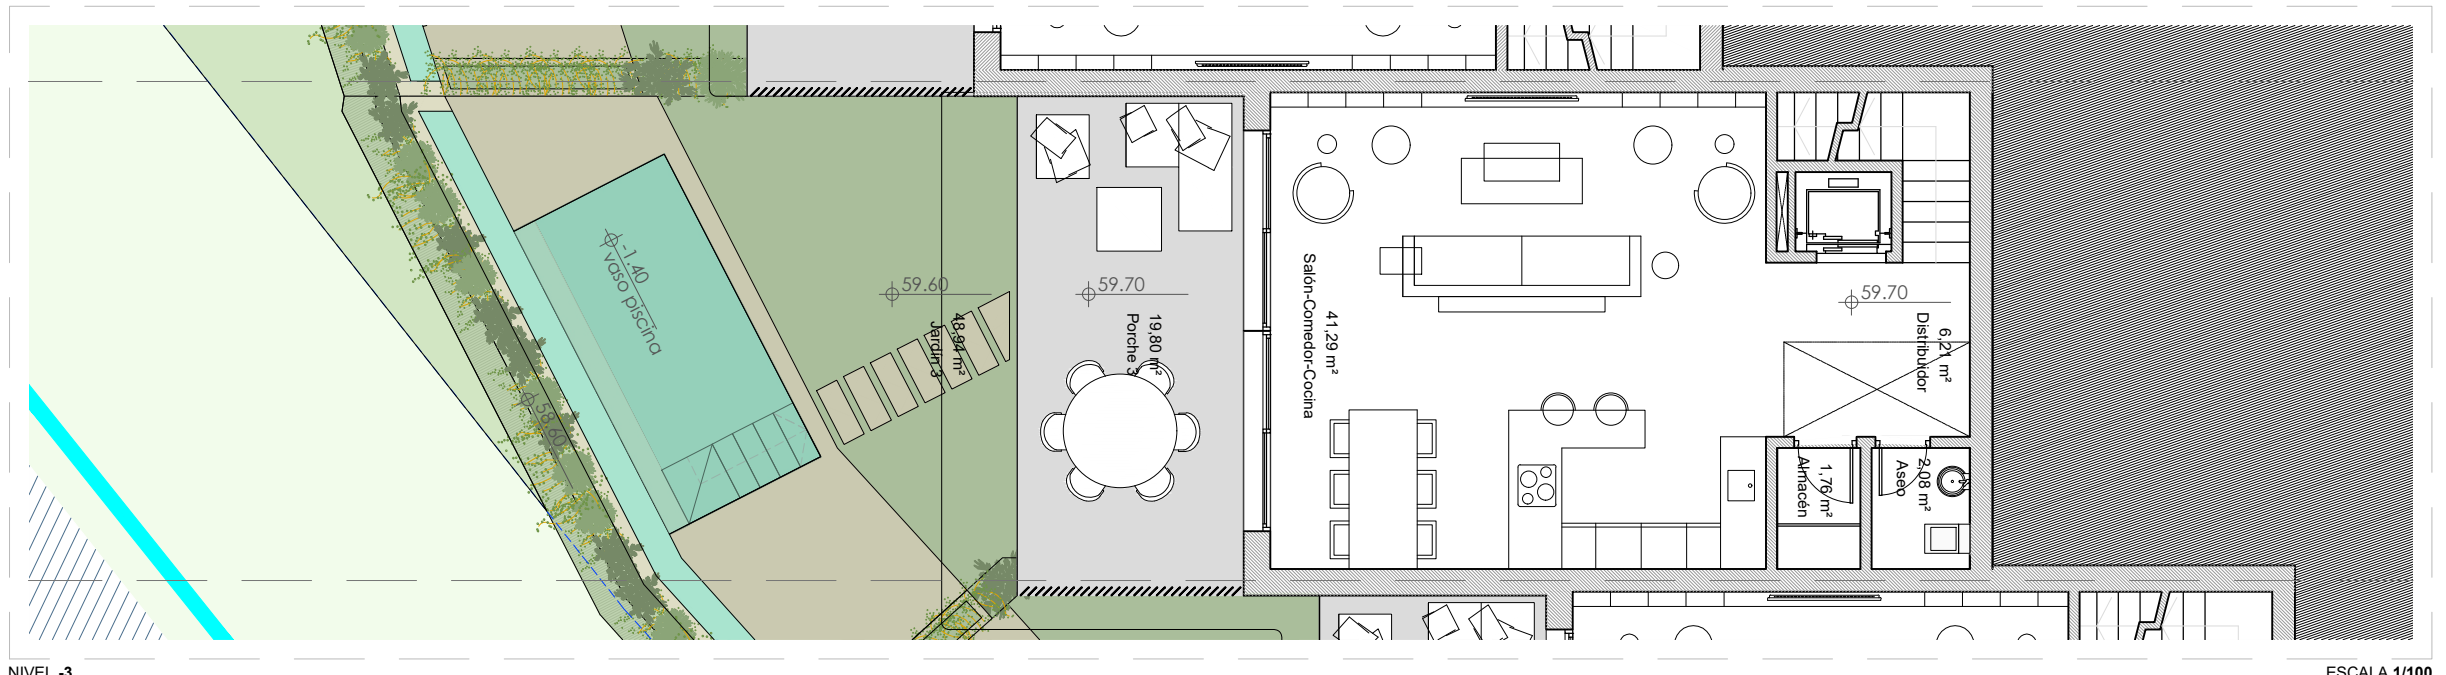 -1.40
vaso piscina
58.60
59.60
48,94 m²
Jardín 3
59.70
19,80 m²
Porche 3
41,29 m²
Salón-Comedor-Cocina
59.70
6,21 m²
Distribuidor
1,76 m²
Almacén
2,08 m²
Aseo
NIVEL -3
ESCALA 1/100